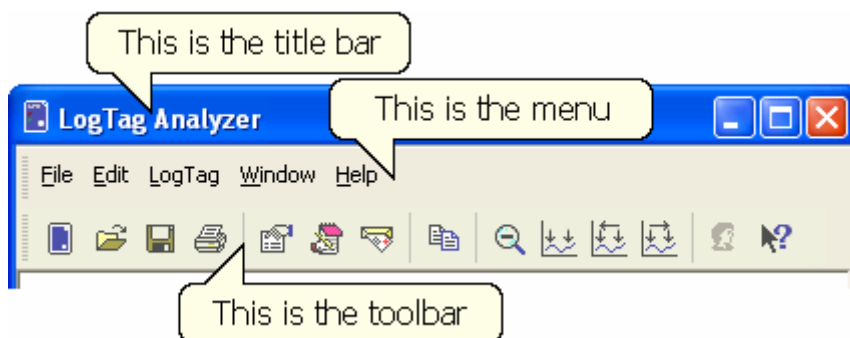 This is the title bar
LogTag Analyzer
This is the menu
File Edit LogTag Window Help
This is the toolbar